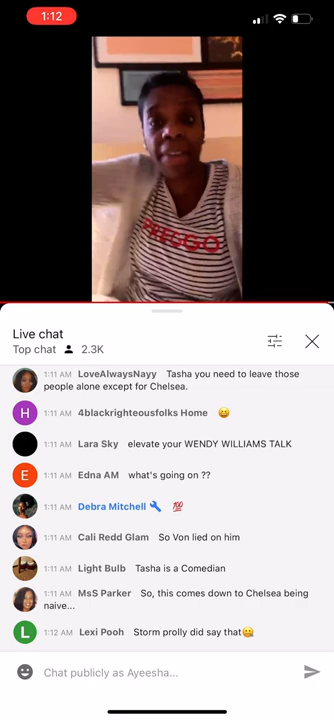 1:12
PREGGO
Live chat
Top chat 2.3K
1:11 AM LoveAlwaysNayy Tasha you need to leave those
people alone except for Chelsea.
H 1:11 AM 4blackrighteousfolks Home 😀
1:11 AM Lara Sky elevate your WENDY WILLIAMS TALK
E 1:11 AM Edna AM what's going on ??
1:11 AM Debra Mitchell 💯
1:11 AM Cali Redd Glam So Von lied on him
1:11 AM Light Bulb Tasha is a Comedian
1:11 AM MsS Parker So, this comes down to Chelsea being
naive...
L 1:12 AM Lexi Pooh Storm prolly did say that🤐
Chat publicly as Ayeesha...